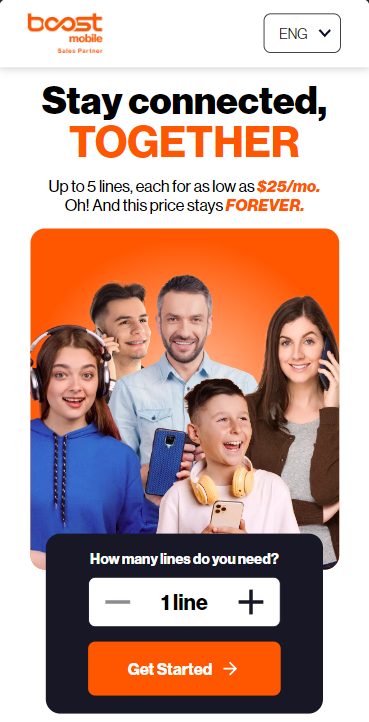 boost
mobile
Sales Partner
ENG
Stay connected,
TOGETHER
Up to 5 lines, each for as low as $25/mo.
Oh! And this price stays FOREVER.
How many lines do you need?
1 line
Get Started